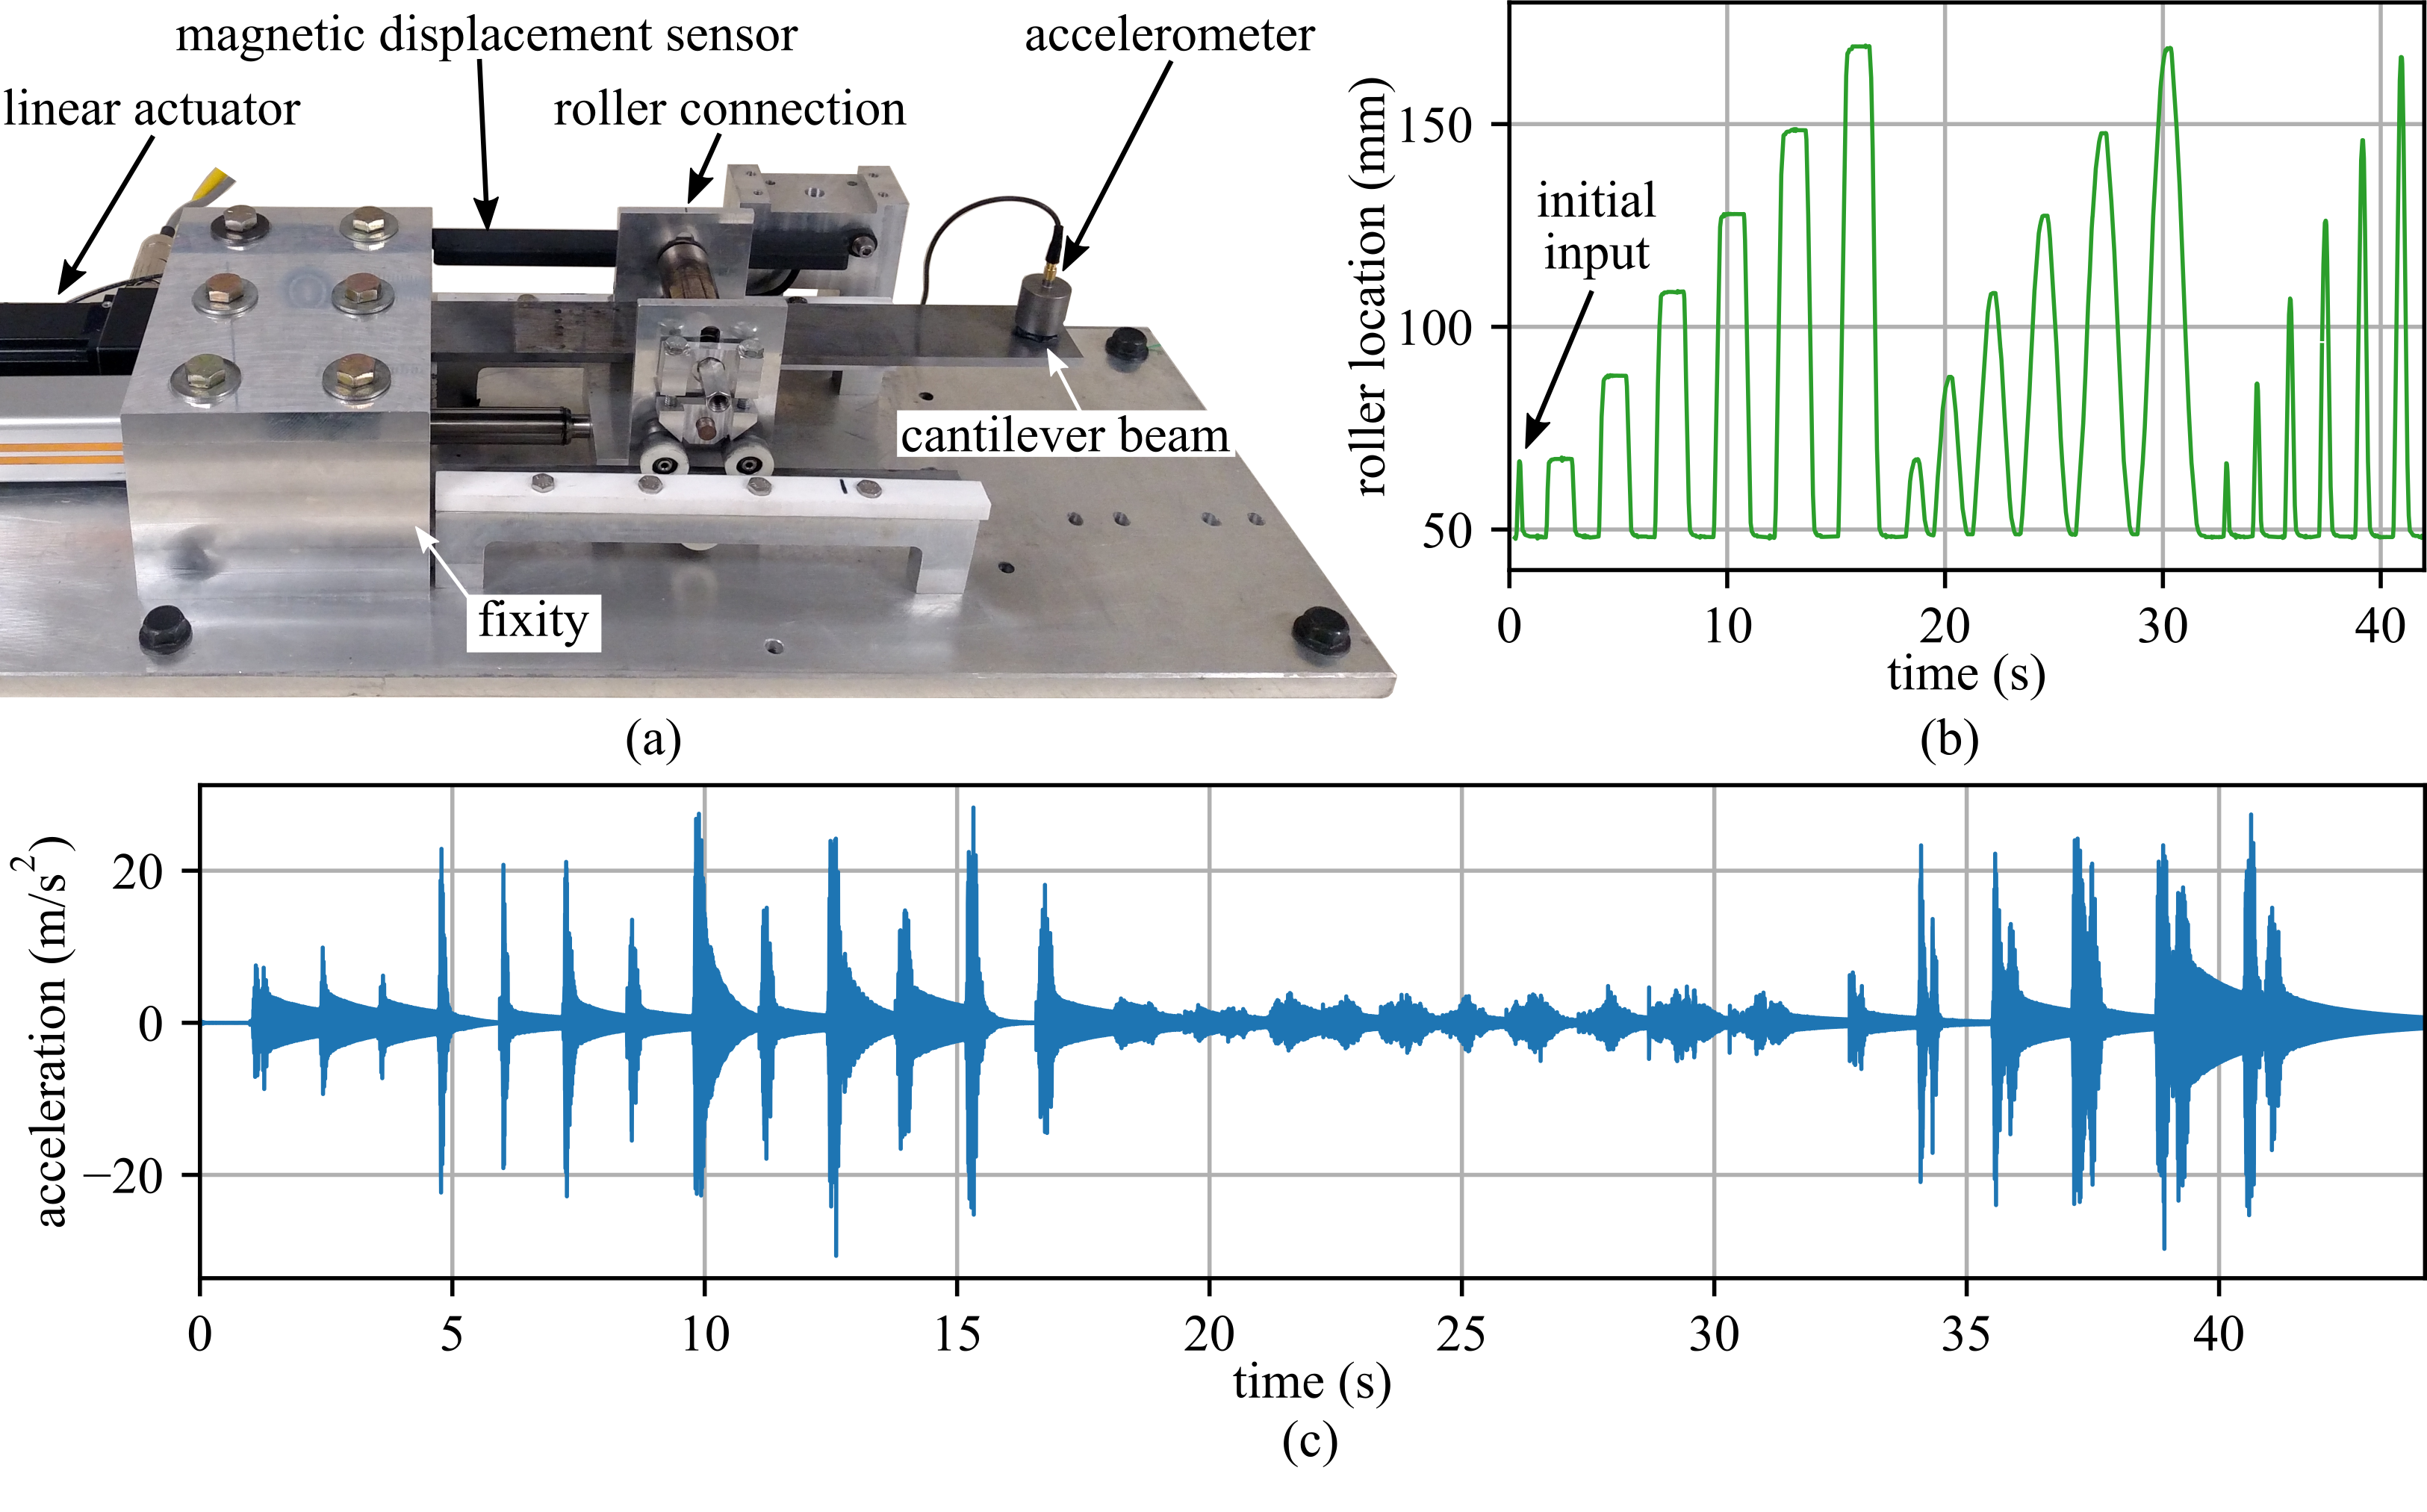 magnetic displacement sensor
accelerometer
linear actuator
roller connection
cantilever beam
fixity
roller location (mm)
150
100
50
initial
input
0 10 20 30 40
time (s)
(a)
(b)
acceleration (m/s²)
20
0
−20
0 5 10 15 20 25 30 35 40
time (s)
(c)